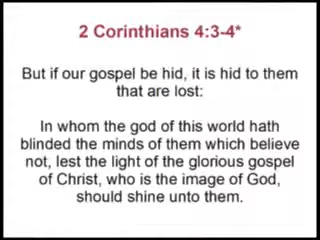 2 Corinthians 4:3-4*
But if our gospel be hid, it is hid to them
that are lost:
In whom the god of this world hath
blinded the minds of them which believe
not, lest the light of the glorious gospel
of Christ, who is the image of God,
should shine unto them.